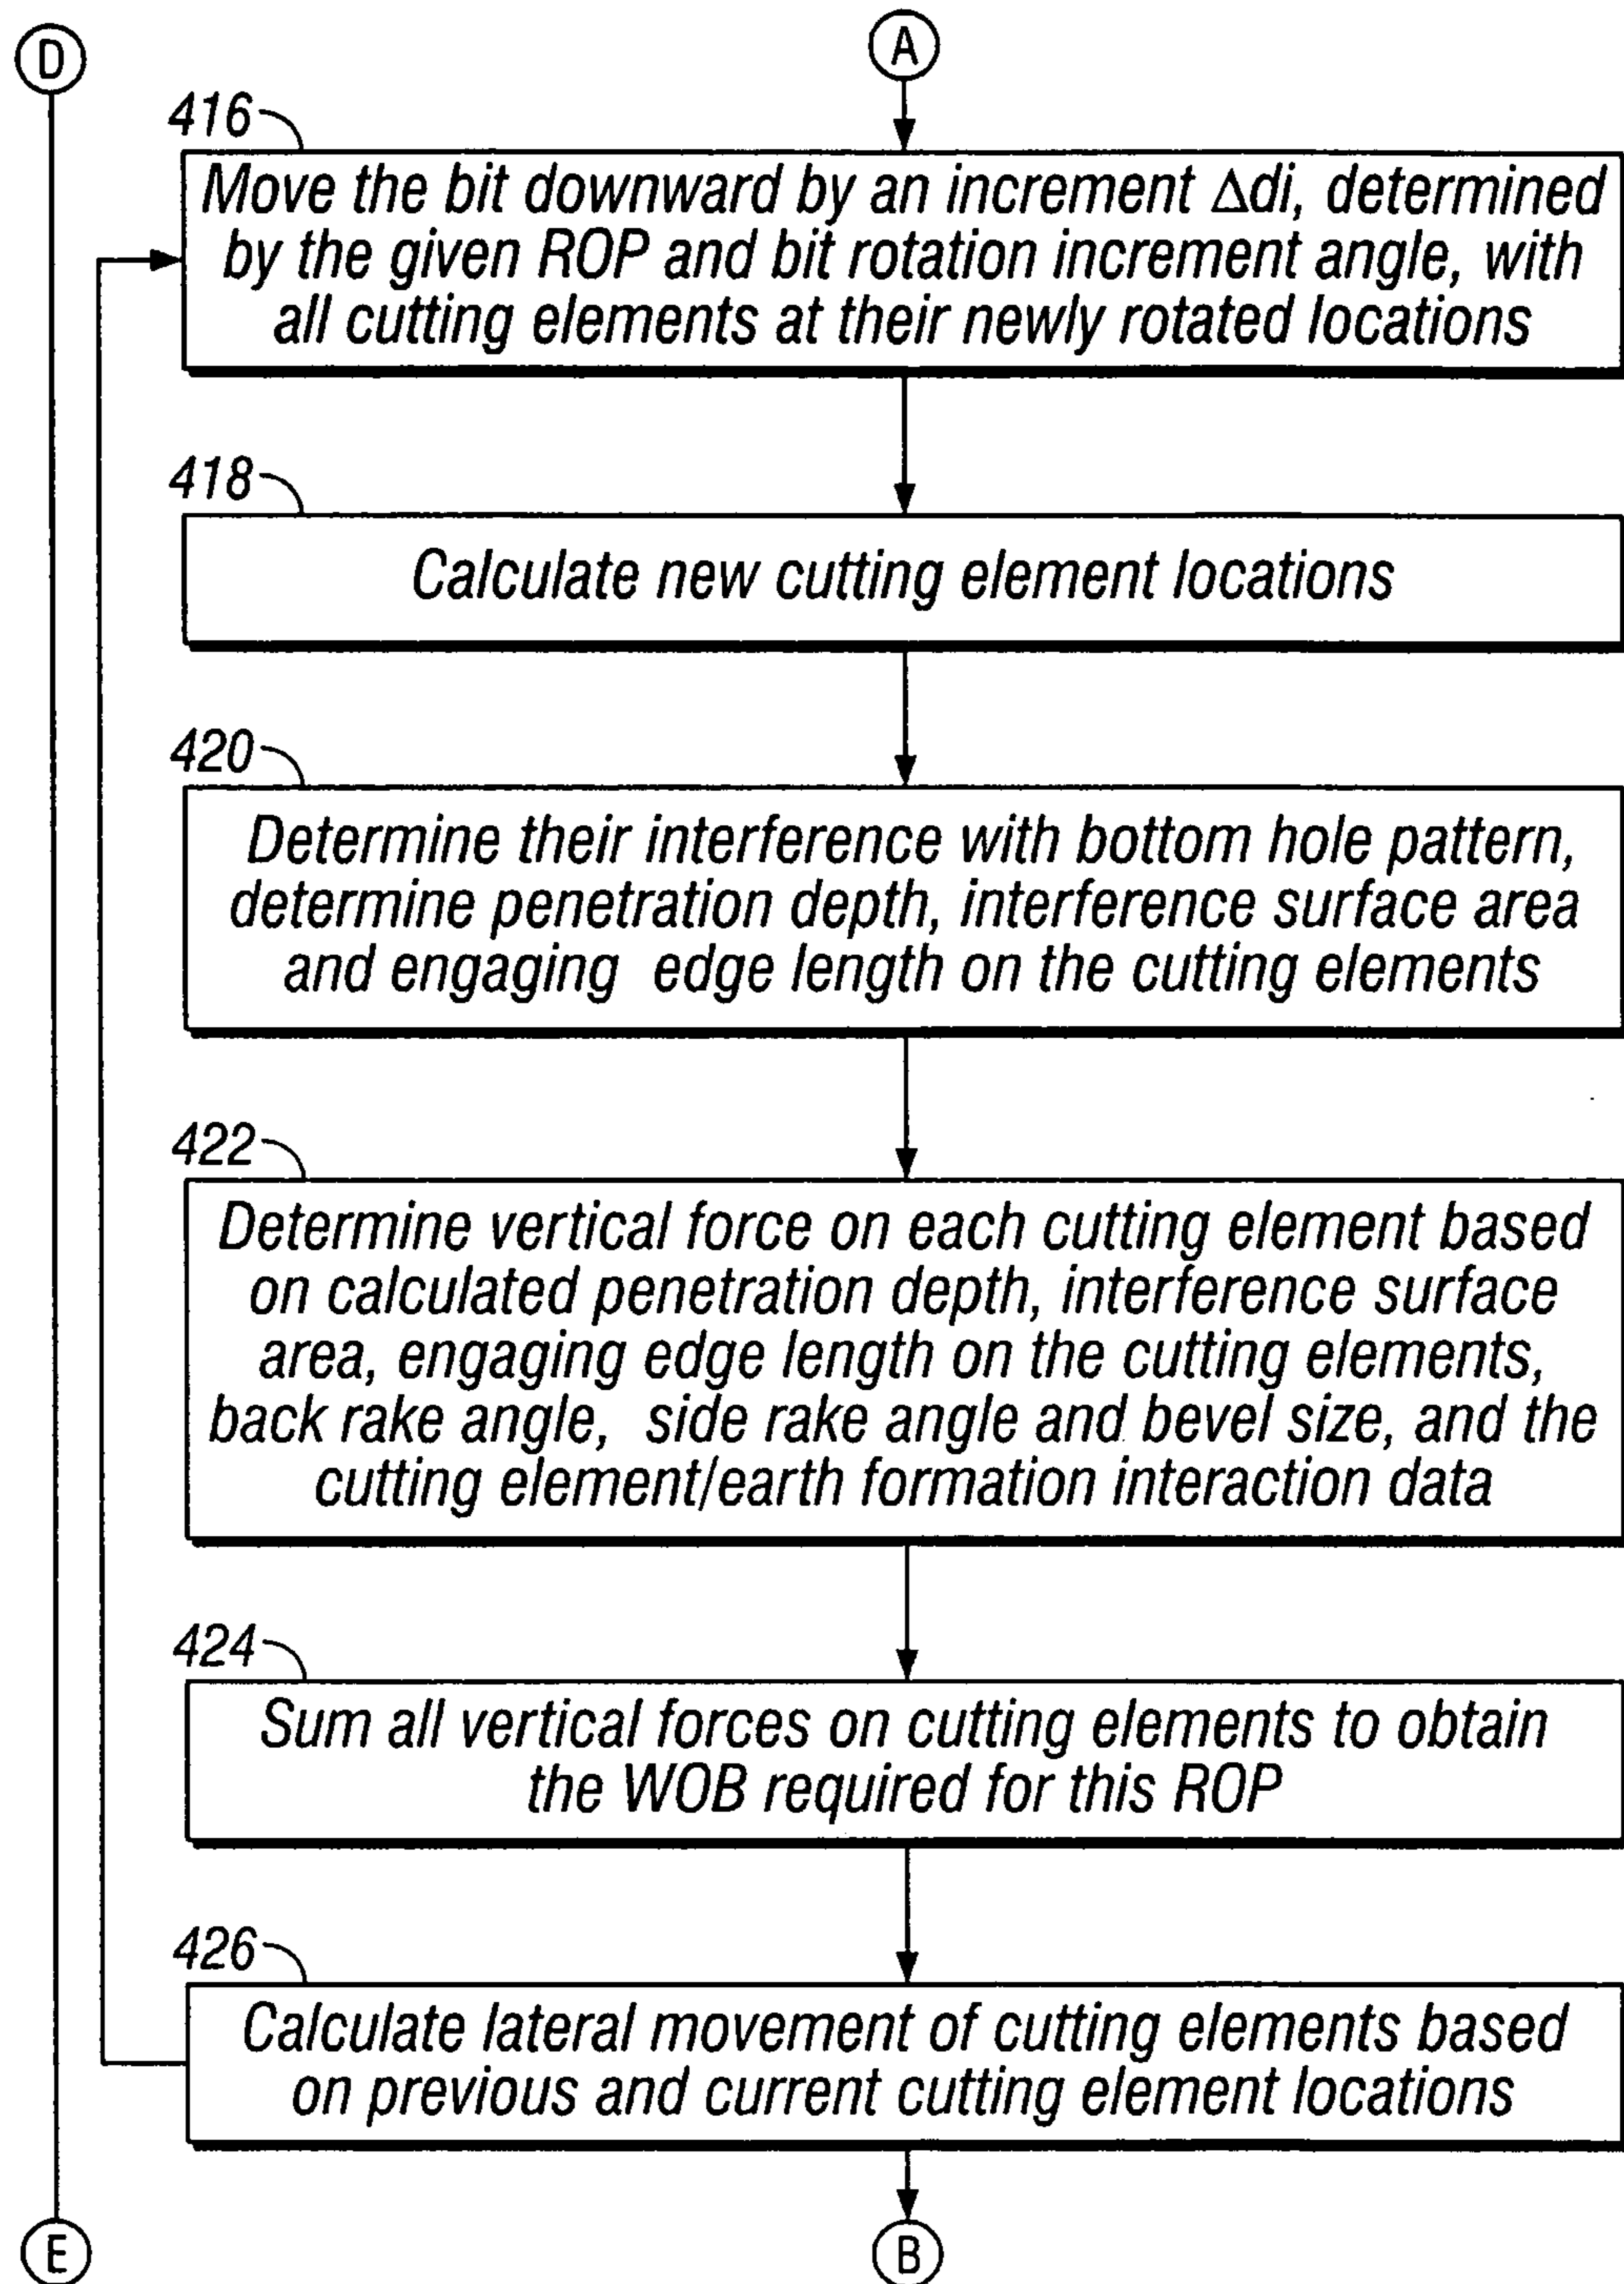 D
A
416
Move the bit downward by an increment Δdi, determined
by the given ROP and bit rotation increment angle, with
all cutting elements at their newly rotated locations
418
Calculate new cutting element locations
420
Determine their interference with bottom hole pattern,
determine penetration depth, interference surface area
and engaging edge length on the cutting elements
422
Determine vertical force on each cutting element based
on calculated penetration depth, interference surface
area, engaging edge length on the cutting elements,
back rake angle, side rake angle and bevel size, and the
cutting element/earth formation interaction data
424
Sum all vertical forces on cutting elements to obtain
the WOB required for this ROP
426
Calculate lateral movement of cutting elements based
on previous and current cutting element locations
E
B